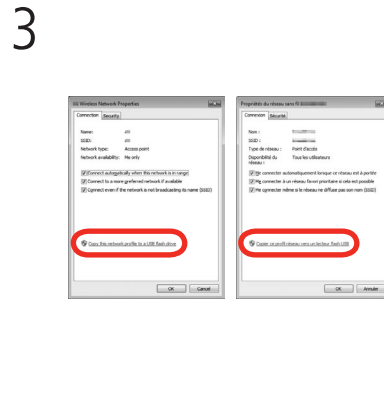 3
Wireless Network Properties
Connection Security
Name:
SSID:
Network type: Access point
Network availability: Me only
Connect automatically when this network is in range
Connect to a more preferred network if available
Connect even if the network is not broadcasting its name (SSID)
Copy this network profile to a USB flash drive
OK Cancel
Propriétés du réseau sans fil
Connexion Sécurité
Nom :
SSID :
Type de réseau : Point d'accès
Disponibilité du réseau : Tous les utilisateurs
Me connecter automatiquement lorsque ce réseau est à portée
Me connecter à un réseau favori prioritaire si cela est possible
Me connecter même si le réseau ne diffuse pas son nom (SSID)
Copier ce profil réseau vers un lecteur flash USB
OK Annuler